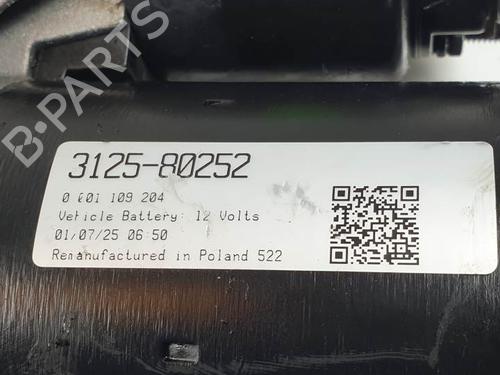 B-PARTS
3125-80252
0 601 109 204
Vehicle Battery: 12 Volts
01/07/25 06:50
Remanufactured in Poland 522